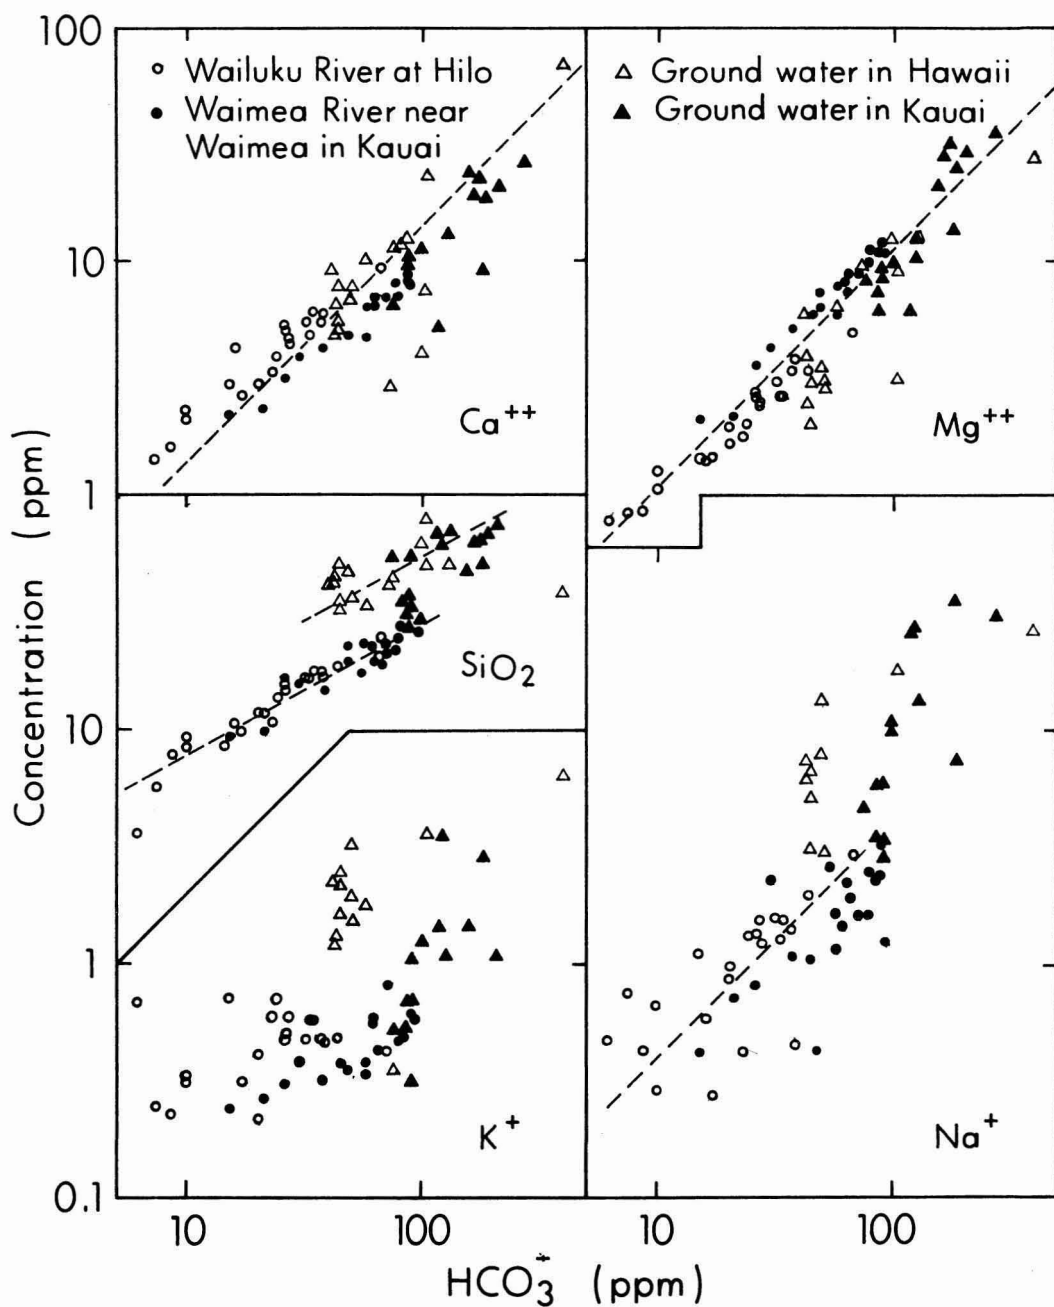 100
○ Wailuku River at Hilo
● Waimea River near
Waimea in Kauai
△ Ground water in Hawaii
▲ Ground water in Kauai
10
Ca++
Mg++
1
SiO2
10
1
K+
Na+
0.1
10 100 10 100
Concentration (ppm)
HCO3- (ppm)